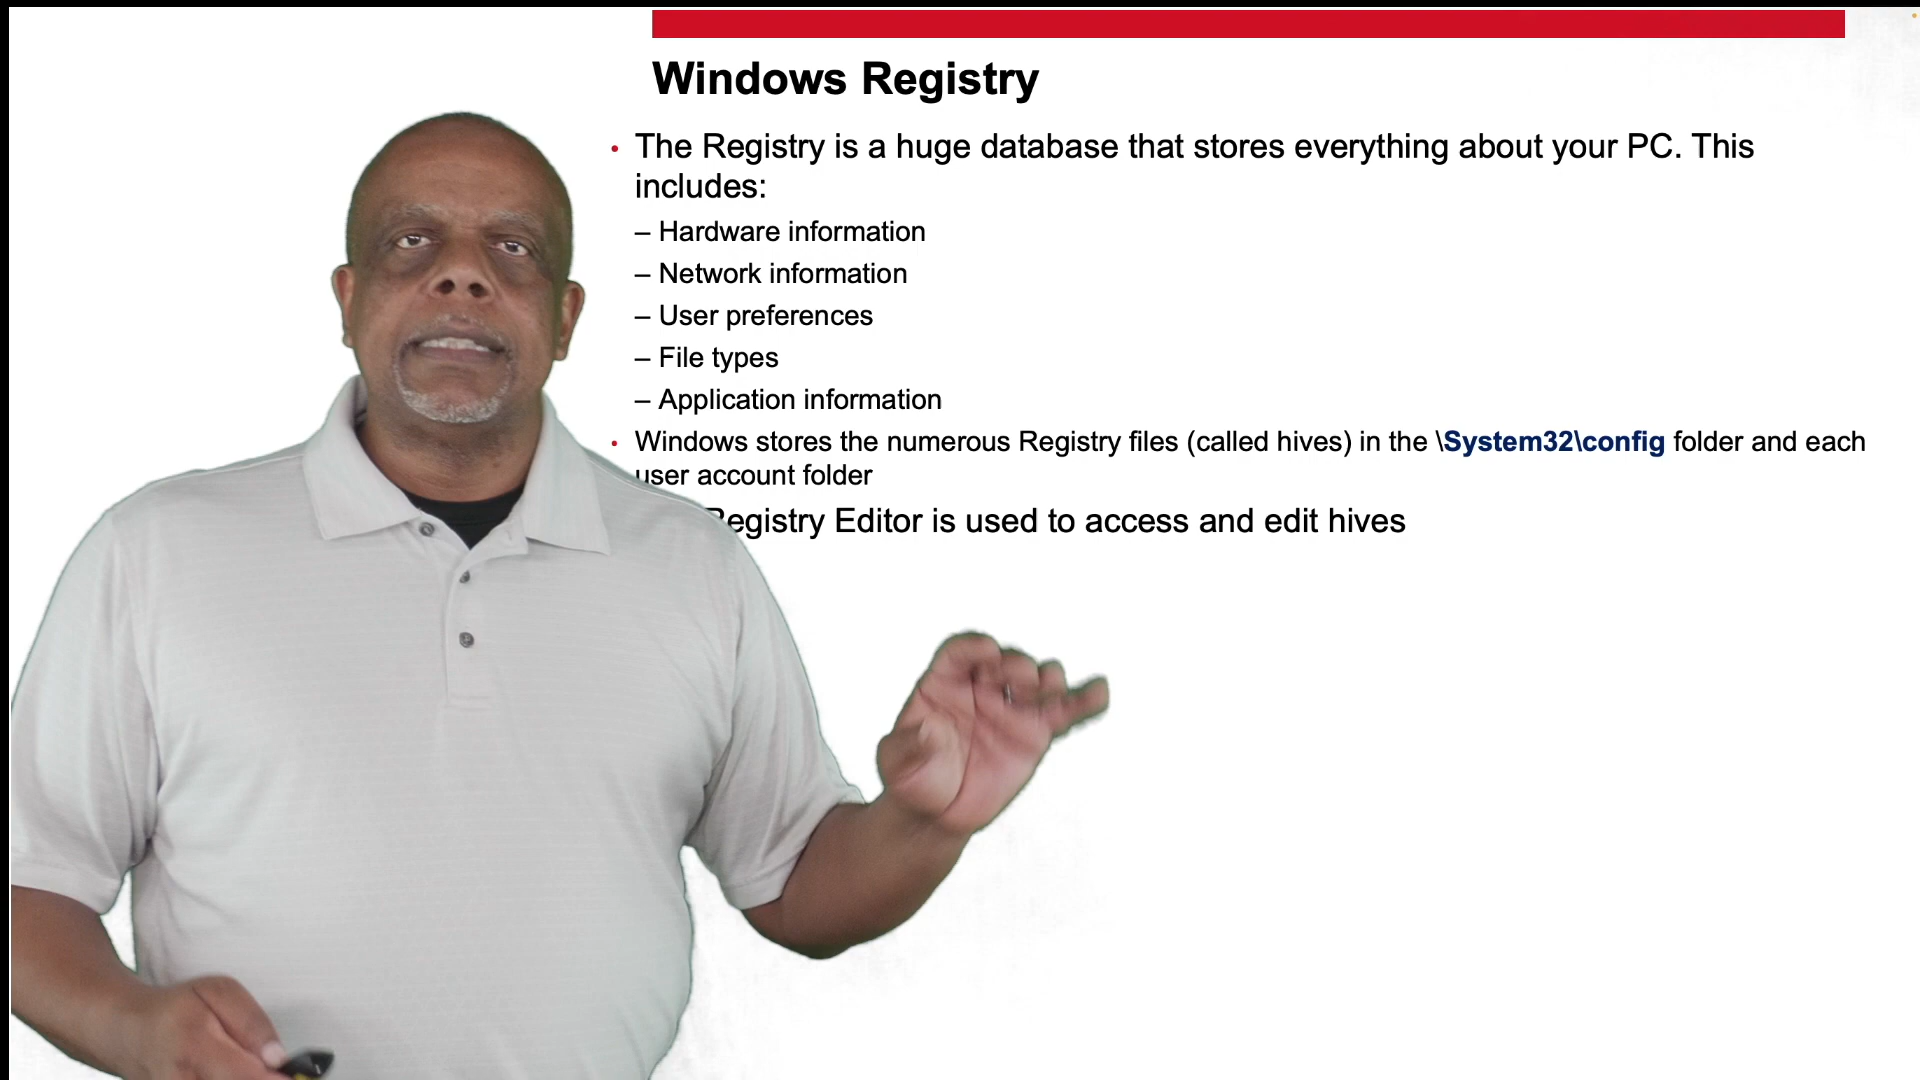 Windows Registry
• The Registry is a huge database that stores everything about your PC. This
includes:
– Hardware information
– Network information
– User preferences
– File types
– Application information
• Windows stores the numerous Registry files (called hives) in the \System32\config folder and each
user account folder
Registry Editor is used to access and edit hives